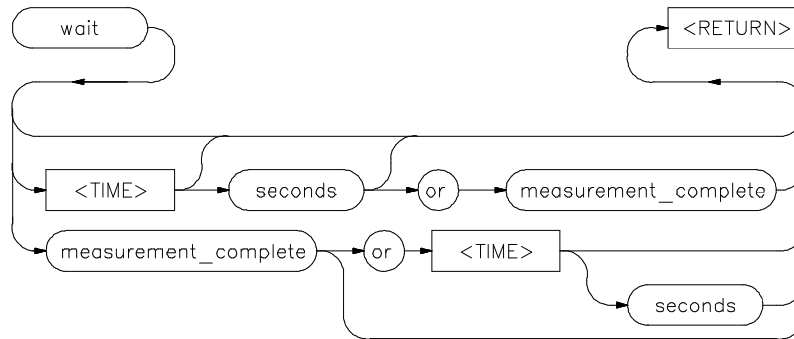 wait <RETURN>
<TIME> seconds or measurement_complete
measurement_complete or <TIME>
seconds